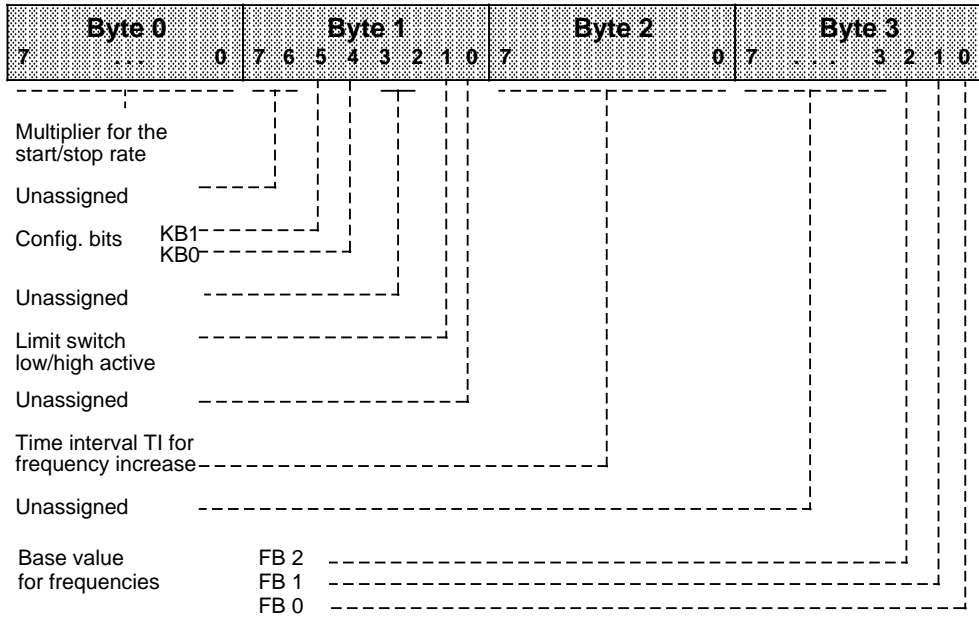 Byte 0 Byte 1 Byte 2 Byte 3
7 . . . 0 7 6 5 4 3 2 1 0 7 0 7 . . . 3 2 1 0
Multiplier for the
start/stop rate
Unassigned
Config. bits KB1
KB0
Unassigned
Limit switch
low/high active
Unassigned
Time interval TI for
frequency increase
Unassigned
Base value FB 2
for frequencies FB 1
FB 0